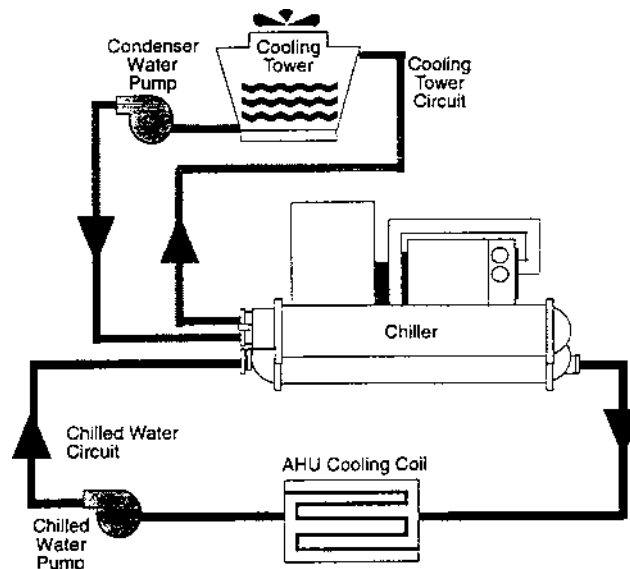 Condenser
Water
Pump
Cooling
Tower
Cooling
Tower
Circuit
Chiller
Chilled Water
Circuit
AHU Cooling Coil
Chilled
Water
Pump